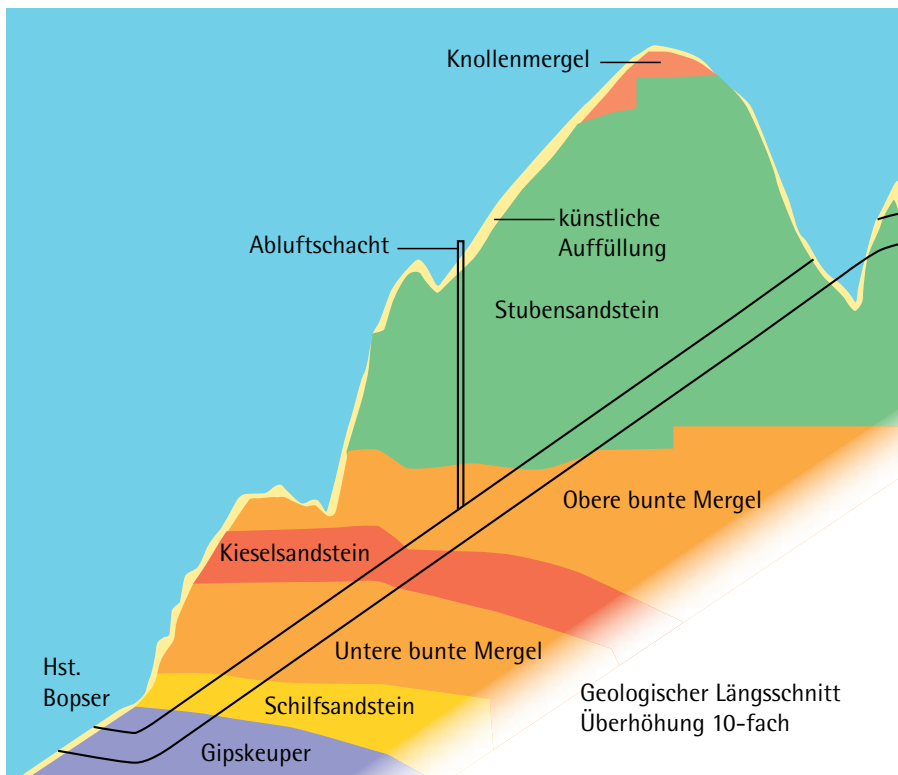 Knollenmergel
künstliche
Auffüllung
Abluftschacht
Stubensandstein
Obere bunte Mergel
Kieselsandstein
Untere bunte Mergel
Hst.
Bopser
Schilfsandstein
Gipskeuper
Geologischer Längsschnitt
Überhöhung 10-fach